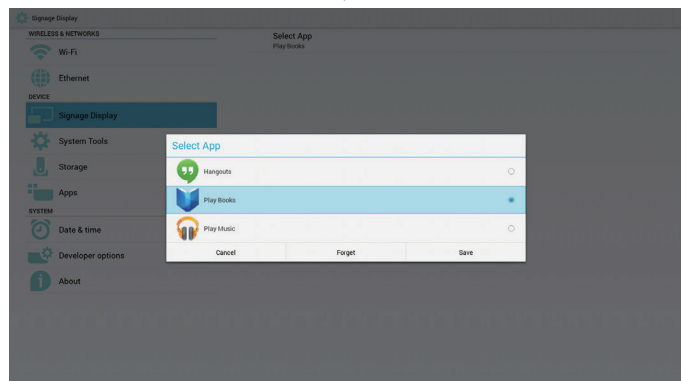 Signage Display
WIRELESS & NETWORKS
Wi-Fi
Ethernet
DEVICE
Signage Display
System Tools
Storage
Apps
SYSTEM
Date & time
Developer options
About
Select App
Play Books
Select App
Hangouts
Play Books
Play Music
Cancel Forget Save